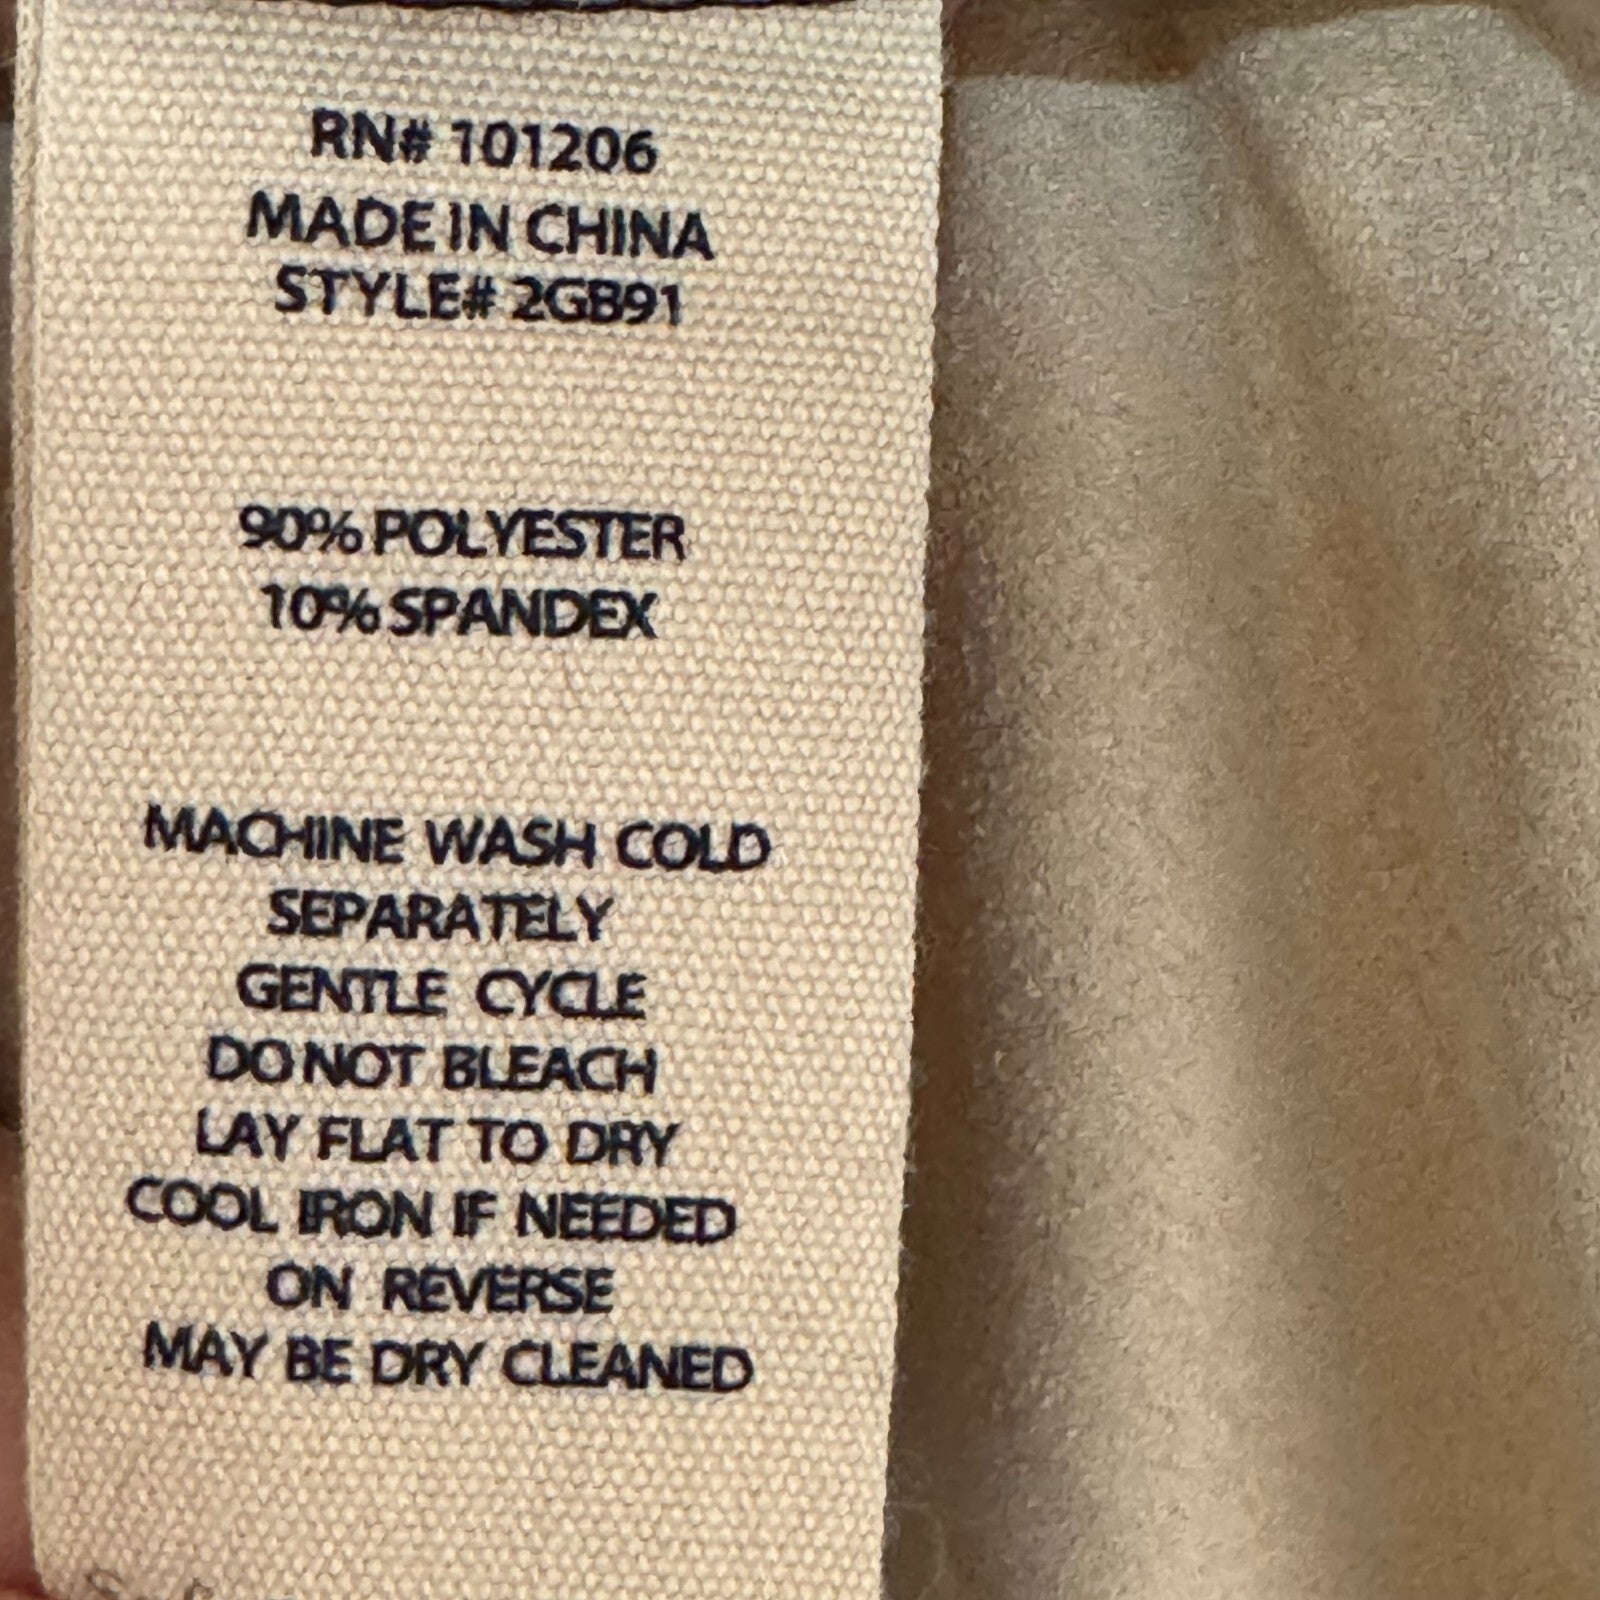 RN# 101206
MADE IN CHINA
STYLE# 2GB91
90% POLYESTER
10% SPANDEX
MACHINE WASH COLD
SEPARATELY
GENTLE CYCLE
DO NOT BLEACH
LAY FLAT TO DRY
COOL IRON IF NEEDED
ON REVERSE
MAY BE DRY CLEANED